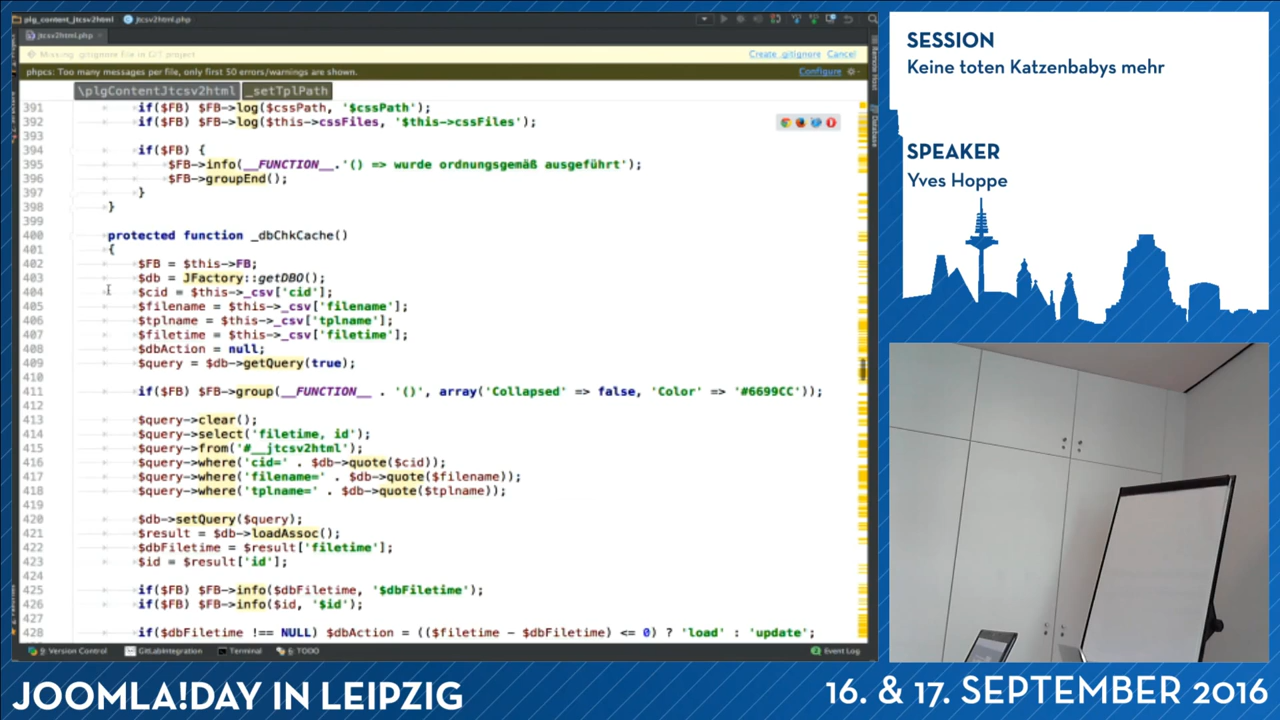 plg_content_jtcsv2html jtcsv2html.php
jtcsv2html.php
Missing .gitignore file in GIT project Create .gitignore Cancel
phpcs: Too many messages per file, only first 50 errors/warnings are shown. Configure
\plgContentJtcsv2html _setTplPath
391 if($FB) $FB->log($cssPath, '$cssPath');
392 if($FB) $FB->log($this->cssFiles, '$this->cssFiles');
393
394 if($FB) {
395 $FB->info(__FUNCTION__.'() => wurde ordnungsgemäß ausgeführt');
396 $FB->groupEnd();
397 }
398 }
399
400 protected function _dbChkCache()
401 {
402 $FB = $this->FB;
403 $db = JFactory::getDBO();
404 $cid = $this->_csv['cid'];
405 $filename = $this->_csv['filename'];
406 $tplname = $this->_csv['tplname'];
407 $filetime = $this->_csv['filetime'];
408 $dbAction = null;
409 $query = $db->getQuery(true);
410
411 if($FB) $FB->group(__FUNCTION__ . '()', array('Collapsed' => false, 'Color' => '#6699CC'));
412
413 $query->clear();
414 $query->select('filetime, id');
415 $query->from('#__jtcsv2html');
416 $query->where('cid=' . $db->quote($cid));
417 $query->where('filename=' . $db->quote($filename));
418 $query->where('tplname=' . $db->quote($tplname));
419
420 $db->setQuery($query);
421 $result = $db->loadAssoc();
422 $dbFiletime = $result['filetime'];
423 $id = $result['id'];
424
425 if($FB) $FB->info($dbFiletime, '$dbFiletime');
426 if($FB) $FB->info($id, '$id');
427
428 if($dbFiletime !== NULL) $dbAction = (($filetime - $dbFiletime) <= 0) ? 'load' : 'update';
9: Version Control GitLabIntegration Terminal 6: TODO Event Log
Remote Host
Database
SESSION
Keine toten Katzenbabys mehr
SPEAKER
Yves Hoppe
JOOMLA!DAY IN LEIPZIG
16. & 17. SEPTEMBER 2016